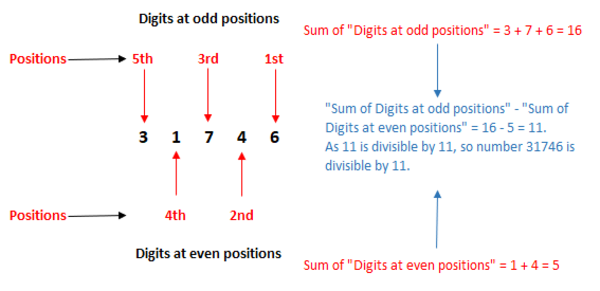 Digits at odd positions
Sum of "Digits at odd positions" = 3 + 7 + 6 = 16
Positions 5th 3rd 1st
"Sum of Digits at odd positions" - "Sum of
Digits at even positions" = 16 - 5 = 11.
As 11 is divisible by 11, so number 31746 is
divisible by 11.
3 1 7 4 6
Positions 4th 2nd
Digits at even positions
Sum of "Digits at even positions" = 1 + 4 = 5